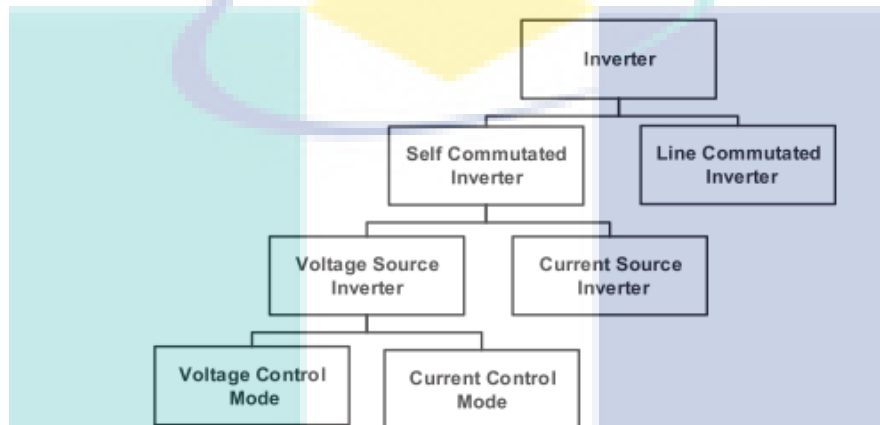 Inverter
Self Commutated
Inverter
Line Commutated
Inverter
Voltage Source
Inverter
Current Source
Inverter
Voltage Control
Mode
Current Control
Mode